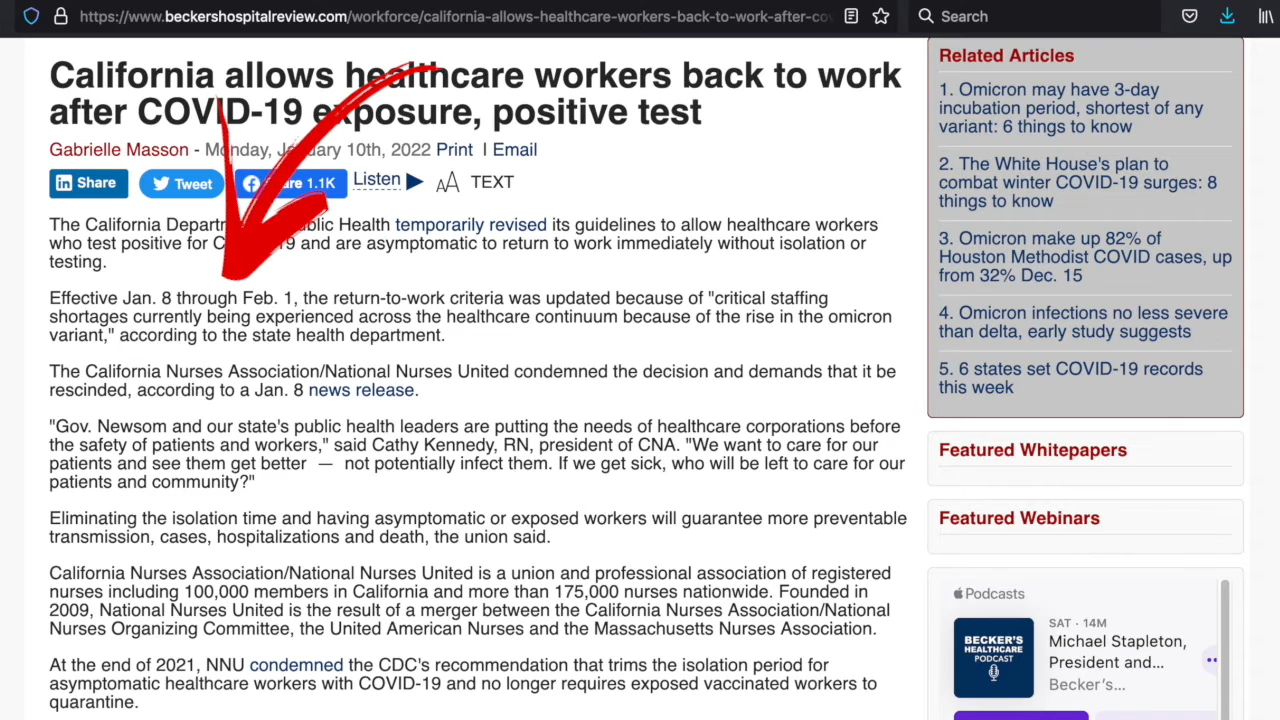 https://www.beckershospitalreview.com/workforce/california-allows-healthcare-workers-back-to-work-after-cov
Search
California allows healthcare workers back to work
after COVID-19 exposure, positive test
Gabrielle Masson - Monday, January 10th, 2022 Print | Email
Share Tweet Share 1.1K Listen TEXT
The California Department Public Health temporarily revised its guidelines to allow healthcare workers
who test positive for COVID-19 and are asymptomatic to return to work immediately without isolation or
testing.
Effective Jan. 8 through Feb. 1, the return-to-work criteria was updated because of "critical staffing
shortages currently being experienced across the healthcare continuum because of the rise in the omicron
variant," according to the state health department.
The California Nurses Association/National Nurses United condemned the decision and demands that it be
rescinded, according to a Jan. 8 news release.
"Gov. Newsom and our state's public health leaders are putting the needs of healthcare corporations before
the safety of patients and workers," said Cathy Kennedy, RN, president of CNA. "We want to care for our
patients and see them get better — not potentially infect them. If we get sick, who will be left to care for our
patients and community?"
Eliminating the isolation time and having asymptomatic or exposed workers will guarantee more preventable
transmission, cases, hospitalizations and death, the union said.
California Nurses Association/National Nurses United is a union and professional association of registered
nurses including 100,000 members in California and more than 175,000 nurses nationwide. Founded in
2009, National Nurses United is the result of a merger between the California Nurses Association/National
Nurses Organizing Committee, the United American Nurses and the Massachusetts Nurses Association.
At the end of 2021, NNU condemned the CDC's recommendation that trims the isolation period for
asymptomatic healthcare workers with COVID-19 and no longer requires exposed vaccinated workers to
quarantine.
Related Articles
1. Omicron may have 3-day
incubation period, shortest of any
variant: 6 things to know
2. The White House's plan to
combat winter COVID-19 surges: 8
things to know
3. Omicron make up 82% of
Houston Methodist COVID cases, up
from 32% Dec. 15
4. Omicron infections no less severe
than delta, early study suggests
5. 6 states set COVID-19 records
this week
Featured Whitepapers
Featured Webinars
Podcasts
BECKER'S
HEALTHCARE
PODCAST
SAT · 14M
Michael Stapleton,
President and...
Becker's...